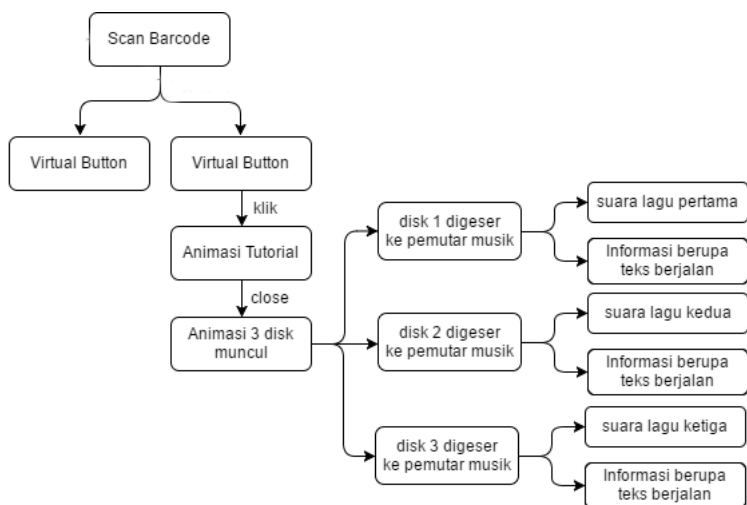 Scan Barcode
Virtual Button
Virtual Button
klik
Animasi Tutorial
close
Animasi 3 disk
muncul
disk 1 digeser
ke pemutar musik
suara lagu pertama
Informasi berupa
teks berjalan
disk 2 digeser
ke pemutar musik
suara lagu kedua
Informasi berupa
teks berjalan
disk 3 digeser
ke pemutar musik
suara lagu ketiga
Informasi berupa
teks berjalan